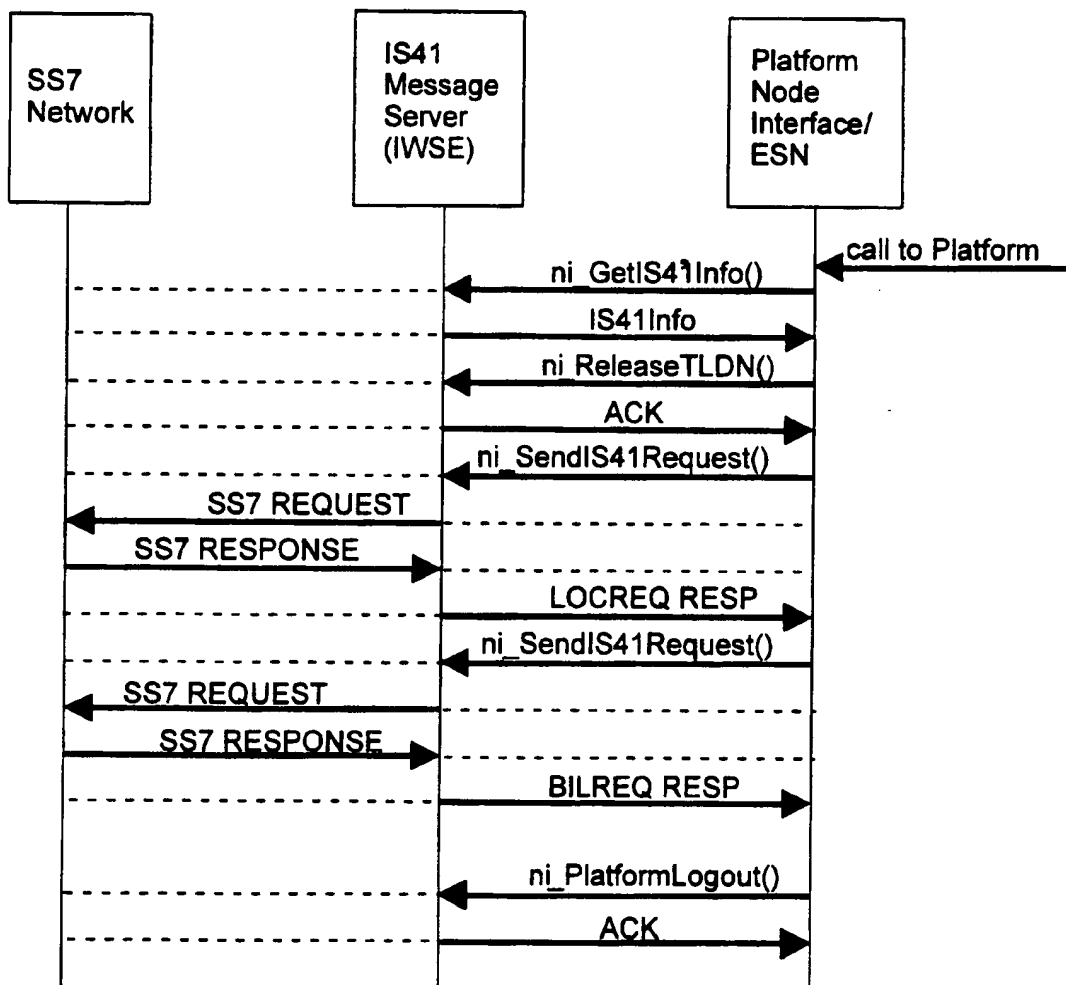 SS7
Network
IS41
Message
Server
(IWSE)
Platform
Node
Interface/
ESN
call to Platform
ni_GetIS41Info()
IS41Info
ni_ReleaseTLDN()
ACK
ni_SendIS41Request()
SS7 REQUEST
SS7 RESPONSE
LOCREQ RESP
ni_SendIS41Request()
SS7 REQUEST
SS7 RESPONSE
BILREQ RESP
ni_PlatformLogout()
ACK